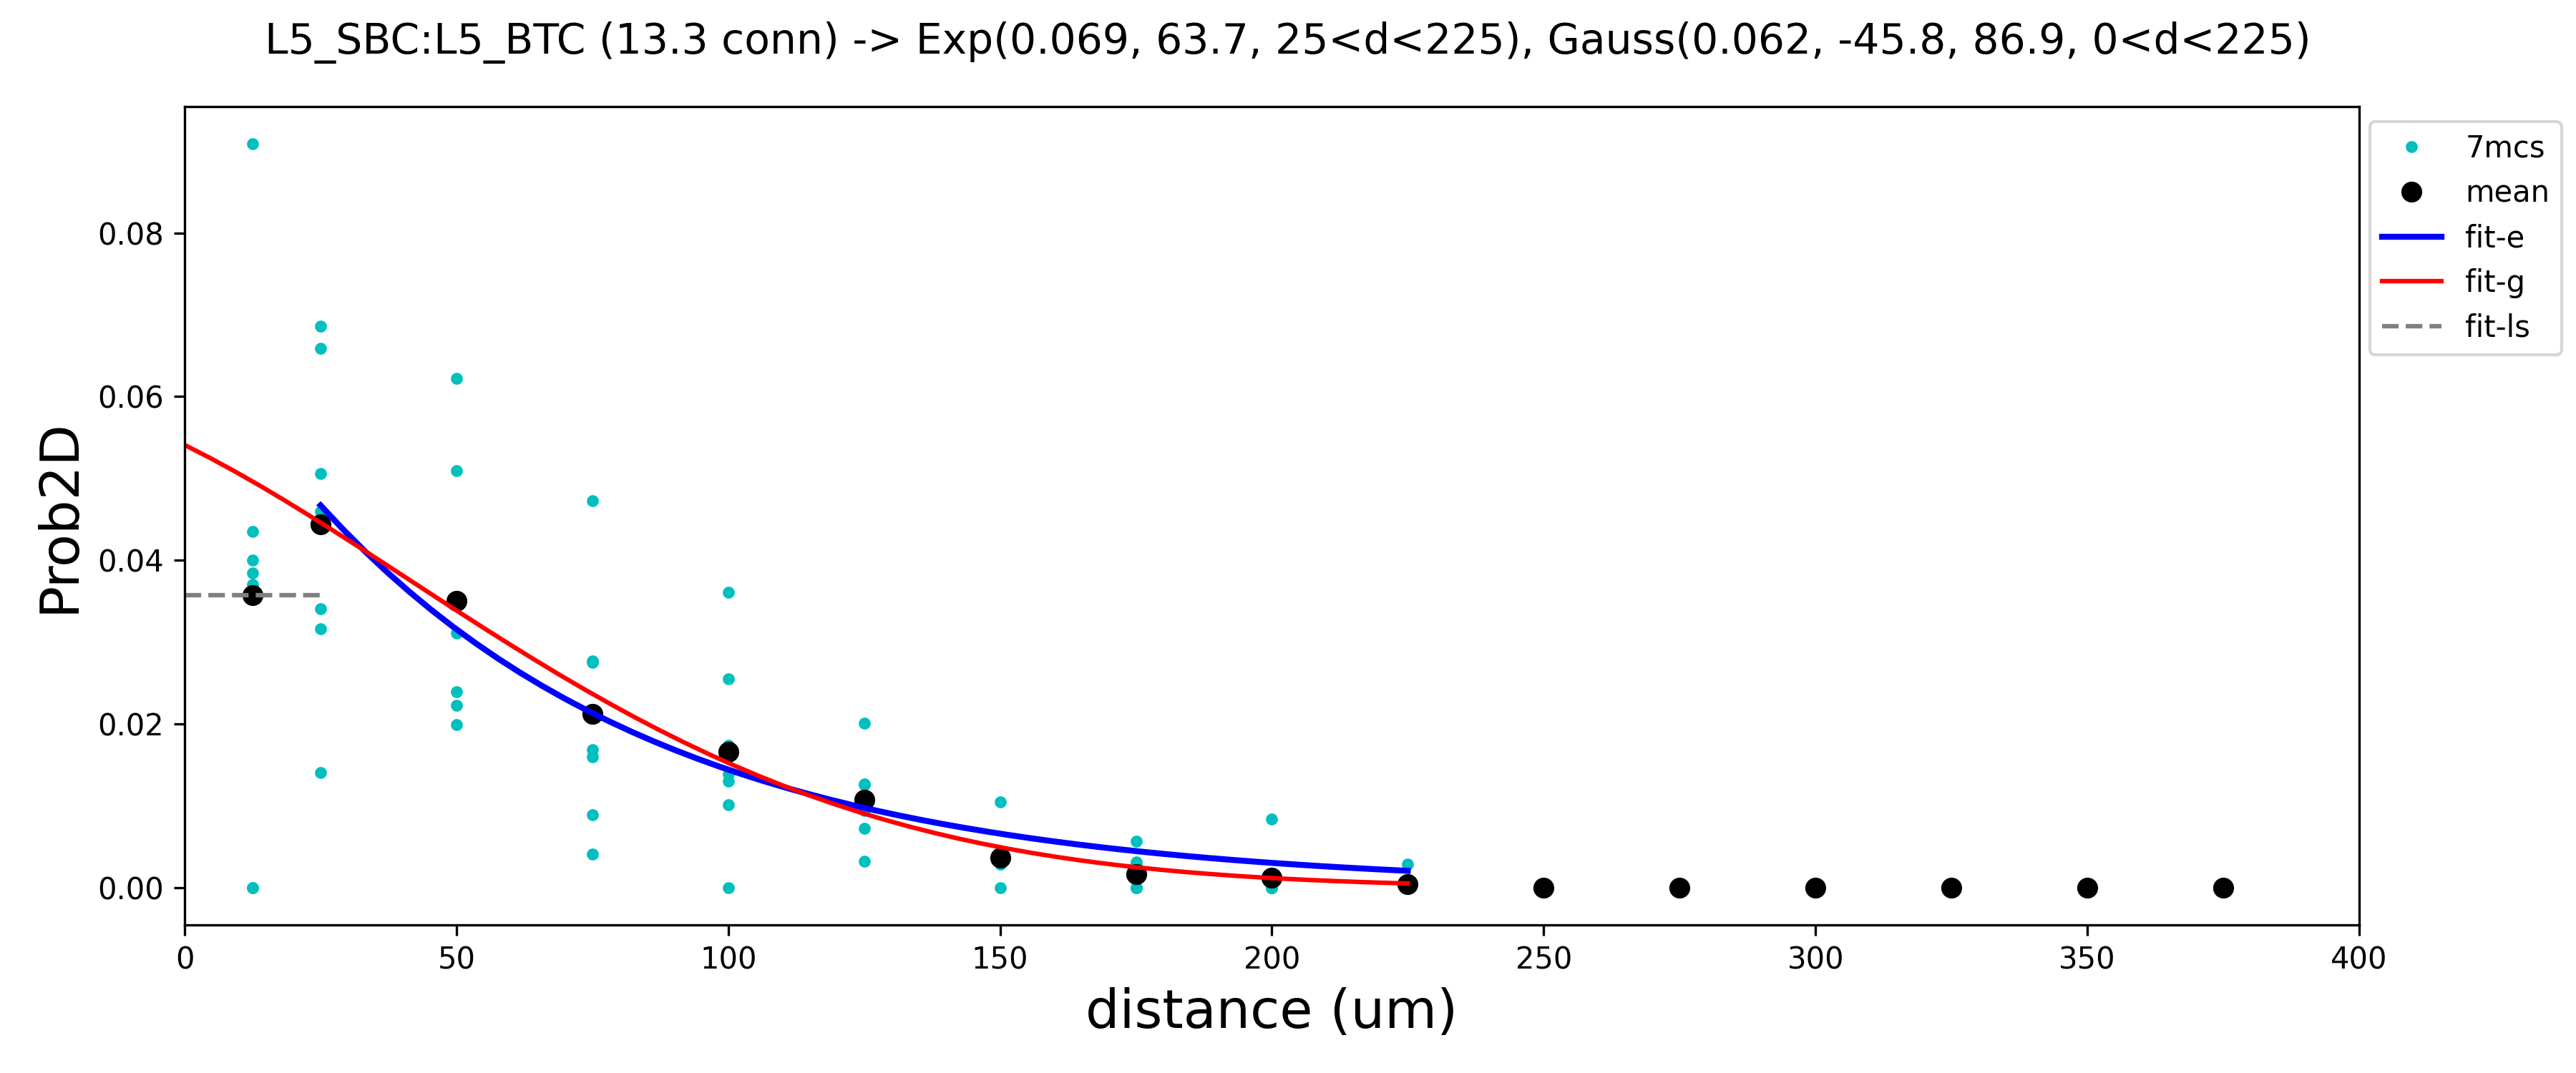 L5_SBC:L5_BTC (13.3 conn) -> Exp(0.069, 63.7, 25<d<225), Gauss(0.062, -45.8, 86.9, 0<d<225)
7mcs
mean
fit-e
fit-g
fit-ls
Prob2D
0.08
0.06
0.04
0.02
0.00
0 50 100 150 200 250 300 350 400
distance (um)